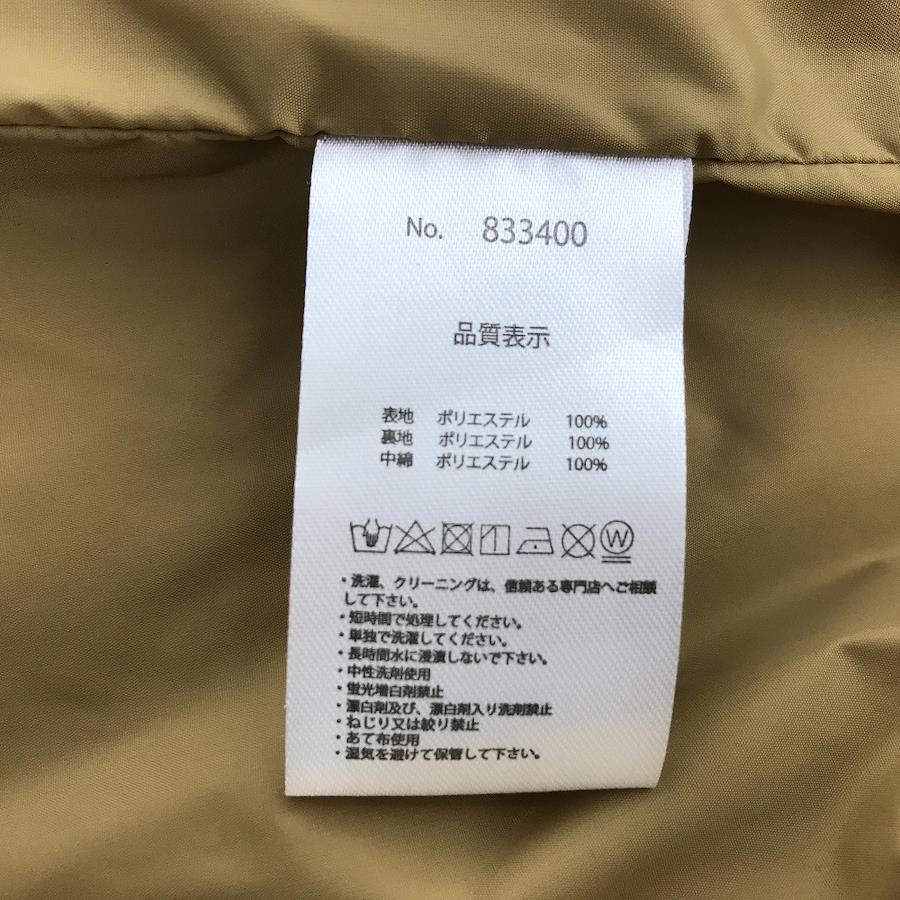 No. 833400
品質表示
表地 ポリエステル 100%
裏地 ポリエステル 100%
中綿 ポリエステル 100%
W
・洗濯、クリーニングは、信頼ある専門店へご相談
して下さい。
・短時間で処理してください。
・単独で洗濯してください。
・長時間水に浸漬しないで下さい。
・中性洗剤使用
・蛍光増白剤禁止
・漂白剤及び、漂白剤入り洗剤禁止
・ねじり又は絞り禁止
・あて布使用
・湿気を避けて保管して下さい。